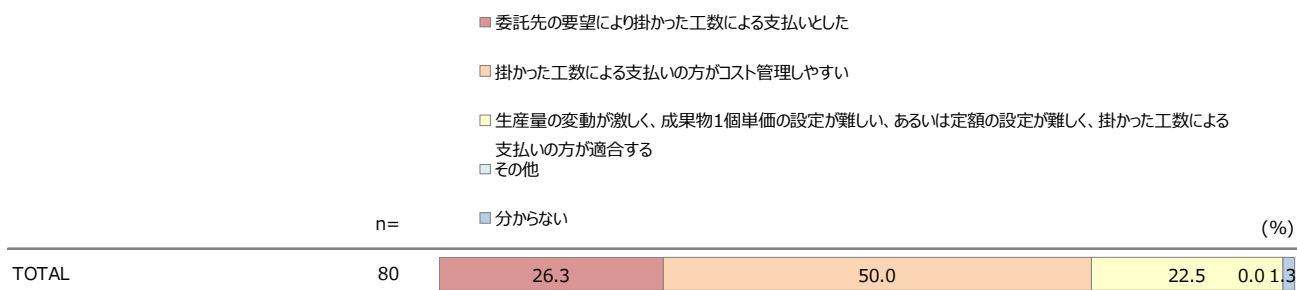 委託先の要望により掛かった工数による支払いとした
掛かった工数による支払いの方がコスト管理しやすい
生産量の変動が激しく、成果物1個単価の設定が難しい、あるいは定額の設定が難しく、掛かった工数による
支払いの方が適合する
その他
n= 分からない (%)
TOTAL 80 26.3 50.0 22.5 0.0 1.3